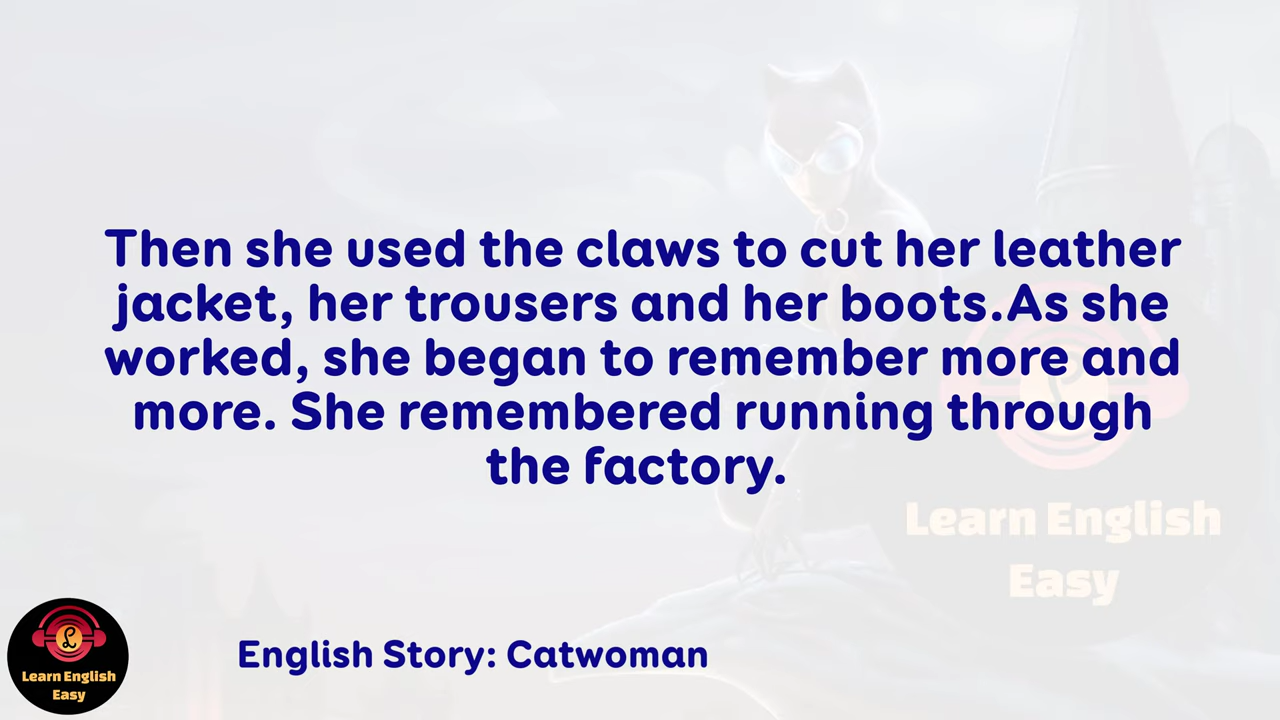 Then she used the claws to cut her leather
jacket, her trousers and her boots.As she
worked, she began to remember more and
more. She remembered running through
the factory.
Learn English
Easy
English Story: Catwoman
Learn English
Easy